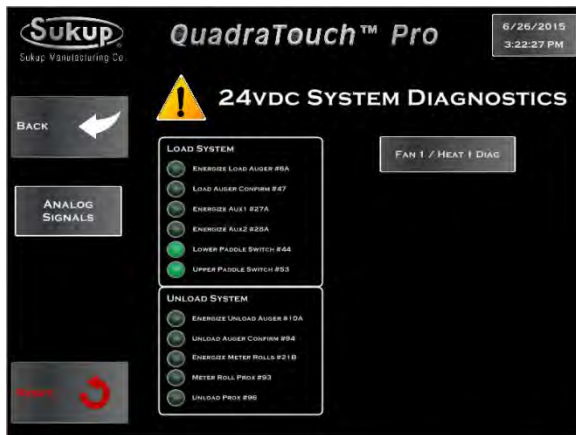 Sukup®
Sukup Manufacturing Co.
QuadraTouch™ Pro
6/26/2015
3:22:27 PM
24VDC SYSTEM DIAGNOSTICS
BACK
ANALOG
SIGNALS
LOAD SYSTEM
ENERGIZE LOAD AUGER #6A
LOAD AUGER CONFIRM #47
ENERGIZE AUX1 #27A
ENERGIZE AUX2 #28A
LOWER PADDLE SWITCH #44
UPPER PADDLE SWITCH #53
FAN 1 / HEAT 1 DIAG
UNLOAD SYSTEM
ENERGIZE UNLOAD AUGER #10A
UNLOAD AUGER CONFIRM #94
ENERGIZE METER ROLLS #21B
METER ROLL PROX #93
UNLOAD PROX #96
RESET